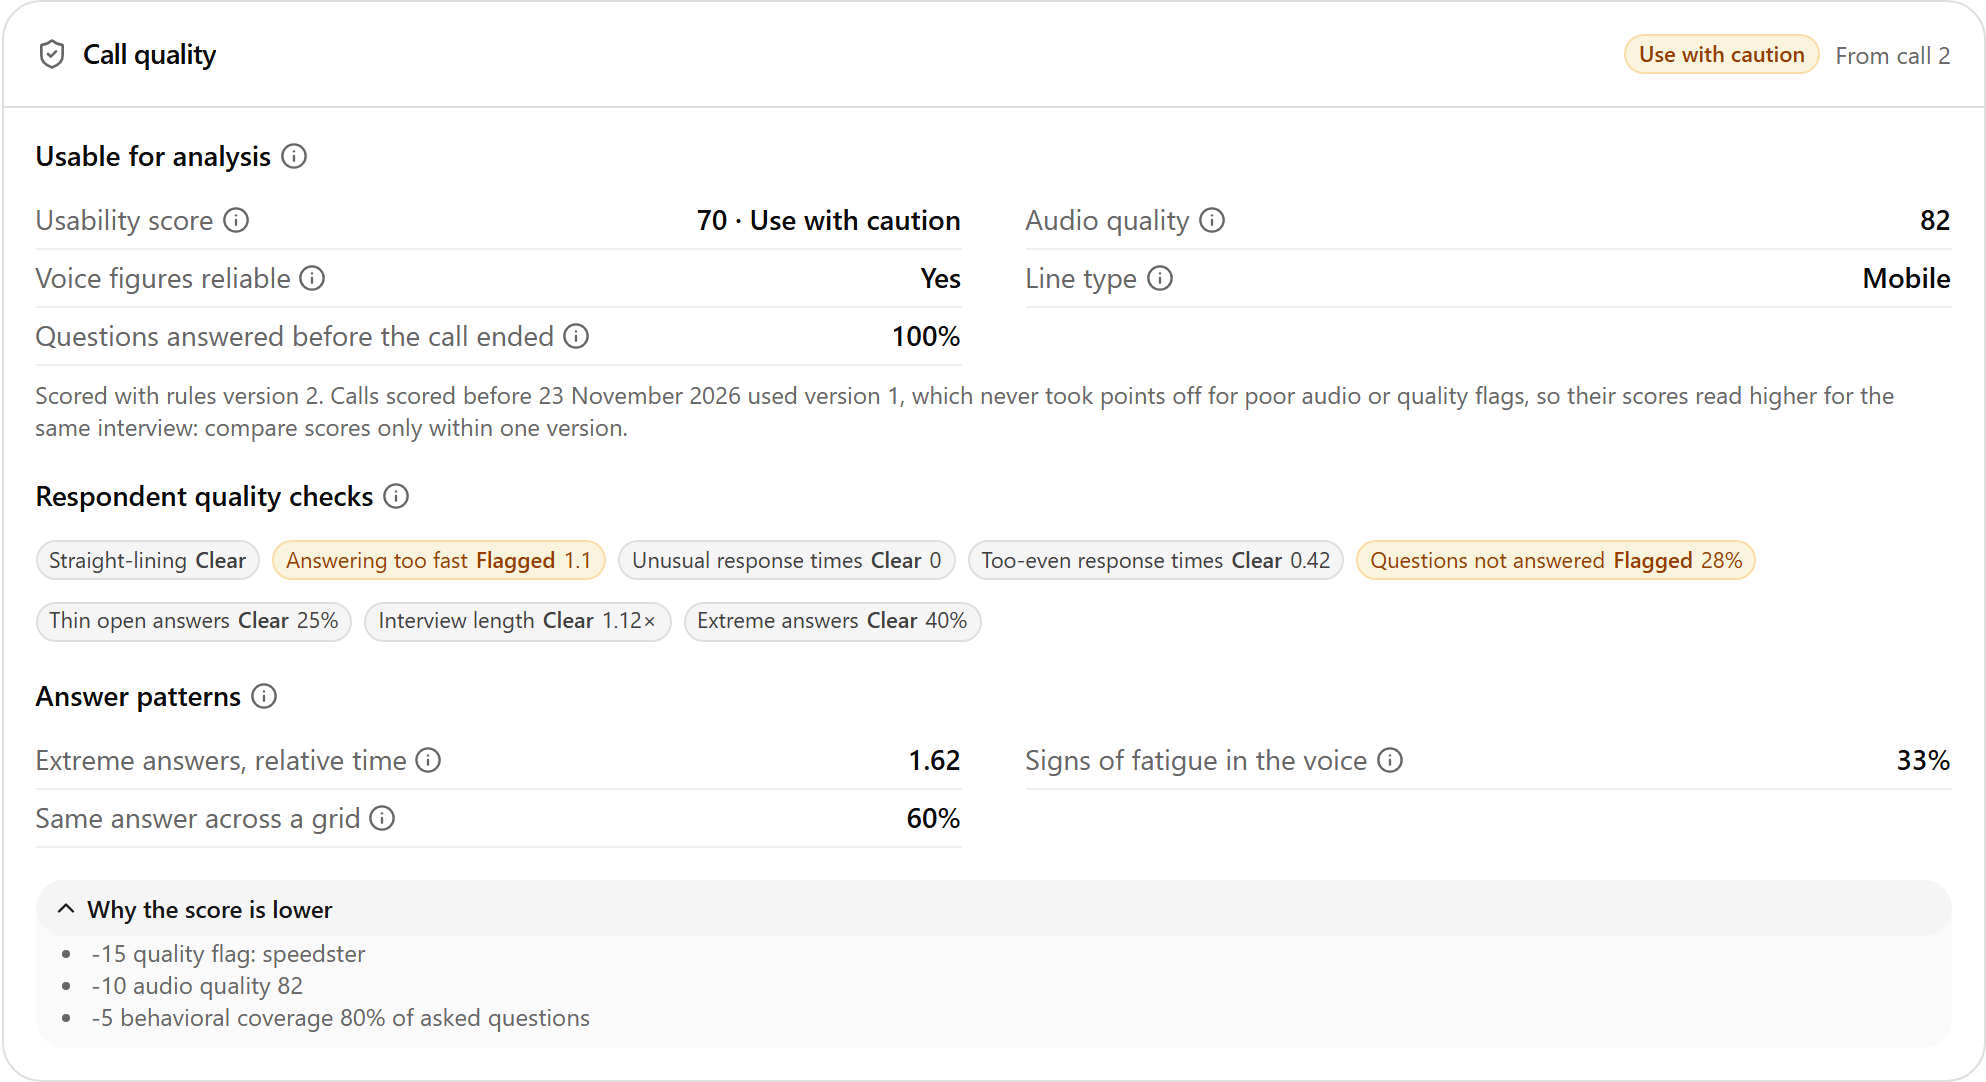 Call quality
Use with caution
From call 2
Usable for analysis
Usability score
70 · Use with caution
Audio quality
82
Voice figures reliable
Yes
Line type
Mobile
Questions answered before the call ended
100%
Scored with rules version 2. Calls scored before 23 November 2026 used version 1, which never took points off for poor audio or quality flags, so their scores read higher for the
same interview: compare scores only within one version.
Respondent quality checks
Straight-lining Clear
Answering too fast Flagged 1.1
Unusual response times Clear 0
Too-even response times Clear 0.42
Questions not answered Flagged 28%
Thin open answers Clear 25%
Interview length Clear 1.12×
Extreme answers Clear 40%
Answer patterns
Extreme answers, relative time
1.62
Signs of fatigue in the voice
33%
Same answer across a grid
60%
Why the score is lower
• -15 quality flag: speedster
• -10 audio quality 82
• -5 behavioral coverage 80% of asked questions